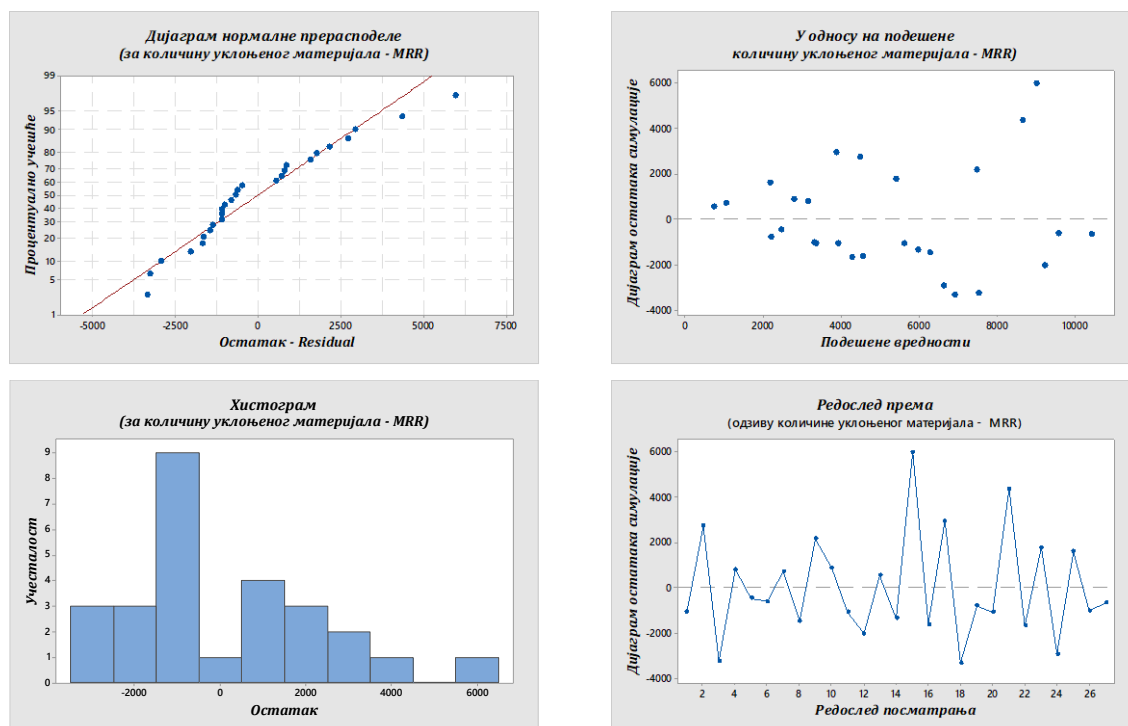 Дијаграм нормалне прерасподеле
(за количину уклоњеног материјала - MRR)
Процентуално учешће
99
95
90
80
70
60
50
40
30
20
10
5
1
-5000 -2500 0 2500 5000 7500
Остатак - Residual
У односу на подешене
количину уклоњеног материјала - MRR)
Дијаграм остатака симулације
6000
4000
2000
0
-2000
-4000
0 2000 4000 6000 8000 10000
Подешене вредности
Хистограм
(за количину уклоњеног материјала - MRR)
Учесталост
9
8
7
6
5
4
3
2
1
0
-2000 0 2000 4000 6000
Остатак
Редослед према
(одзиву количине уклоњеног материјала - MRR)
Дијаграм остатака симулације
6000
4000
2000
0
-2000
-4000
2 4 6 8 10 12 14 16 18 20 22 24 26
Редослед посматрања